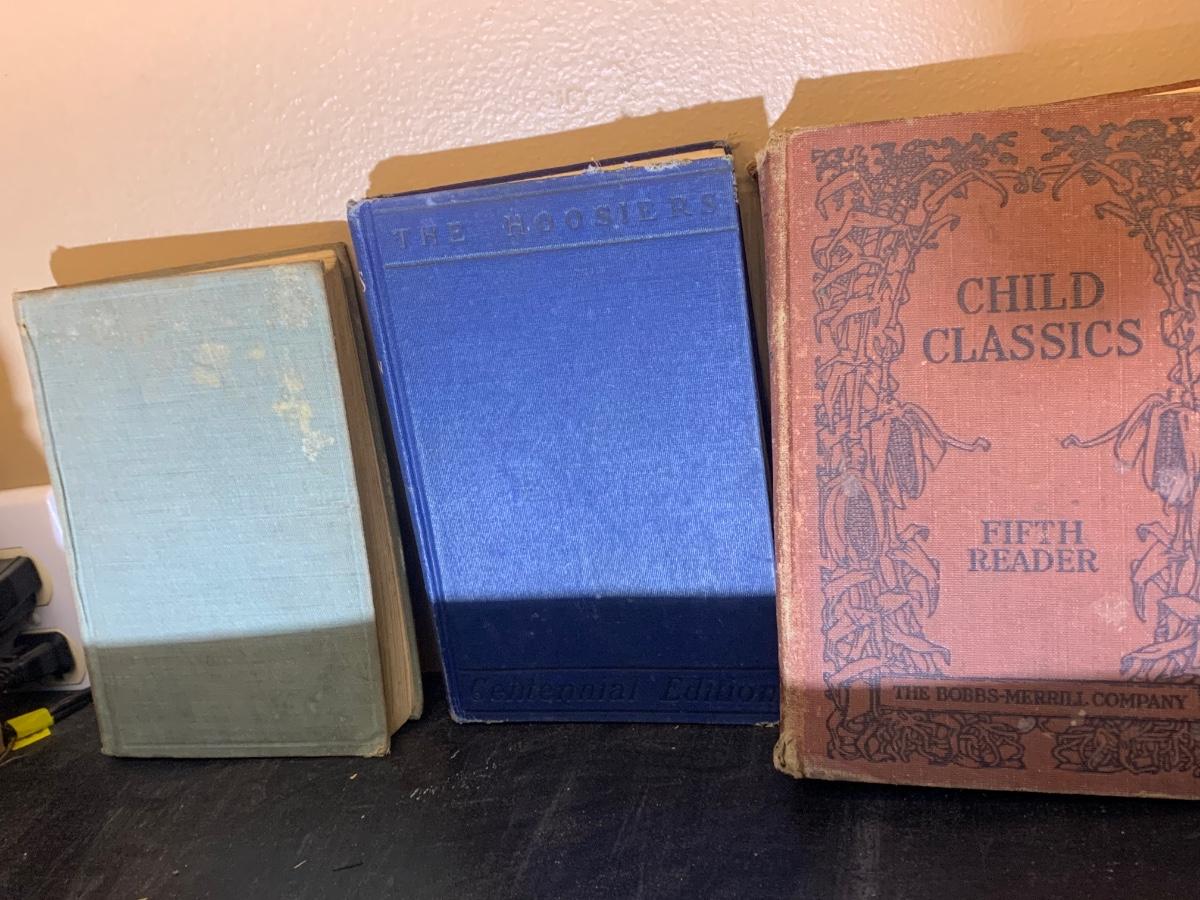 THE HOOSIERS
Centennial Edition
CHILD
CLASSICS
FIFTH
READER
THE BOBBS-MERRILL COMPANY